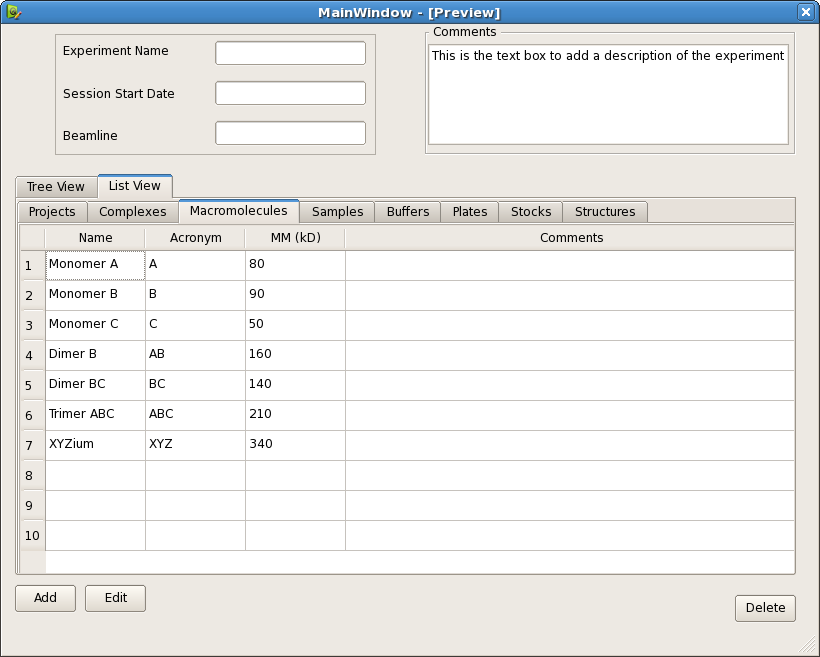 MainWindow - [Preview]
Experiment Name
Session Start Date
Beamline
Comments
This is the text box to add a description of the experiment
Tree View List View
Projects Complexes Macromolecules Samples Buffers Plates Stocks Structures
Name Acronym MM (kD) Comments
1 Monomer A A 80
2 Monomer B B 90
3 Monomer C C 50
4 Dimer B AB 160
5 Dimer BC BC 140
6 Trimer ABC ABC 210
7 XYZium XYZ 340
8
9
10
Add Edit Delete